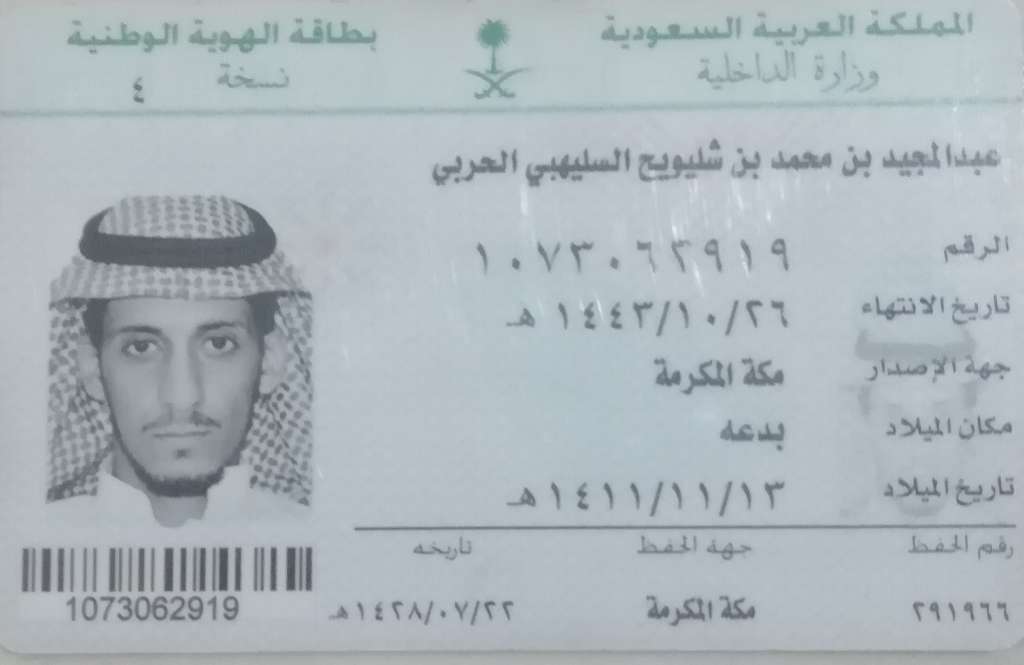 المملكة العربية السعودية
وزارة الداخلية
بطاقة الهوية الوطنية
نسخة ٤
عبدالمجيد بن محمد بن شليويح السليهبي الحربي
الرقم ١٠٧٣٠٦٢٩١٩
تاريخ الانتهاء ١٤٤٣/١٠/٢٦ هـ
جهة الإصدار مكة المكرمة
مكان الميلاد بدعه
تاريخ الميلاد ١٤١١/١١/١٣ هـ
رقم الحفظ جهة الحفظ تاريخه
٢٩١٩٦٦ مكة المكرمة ١٤٢٨/٠٧/٢٢هـ
1073062919